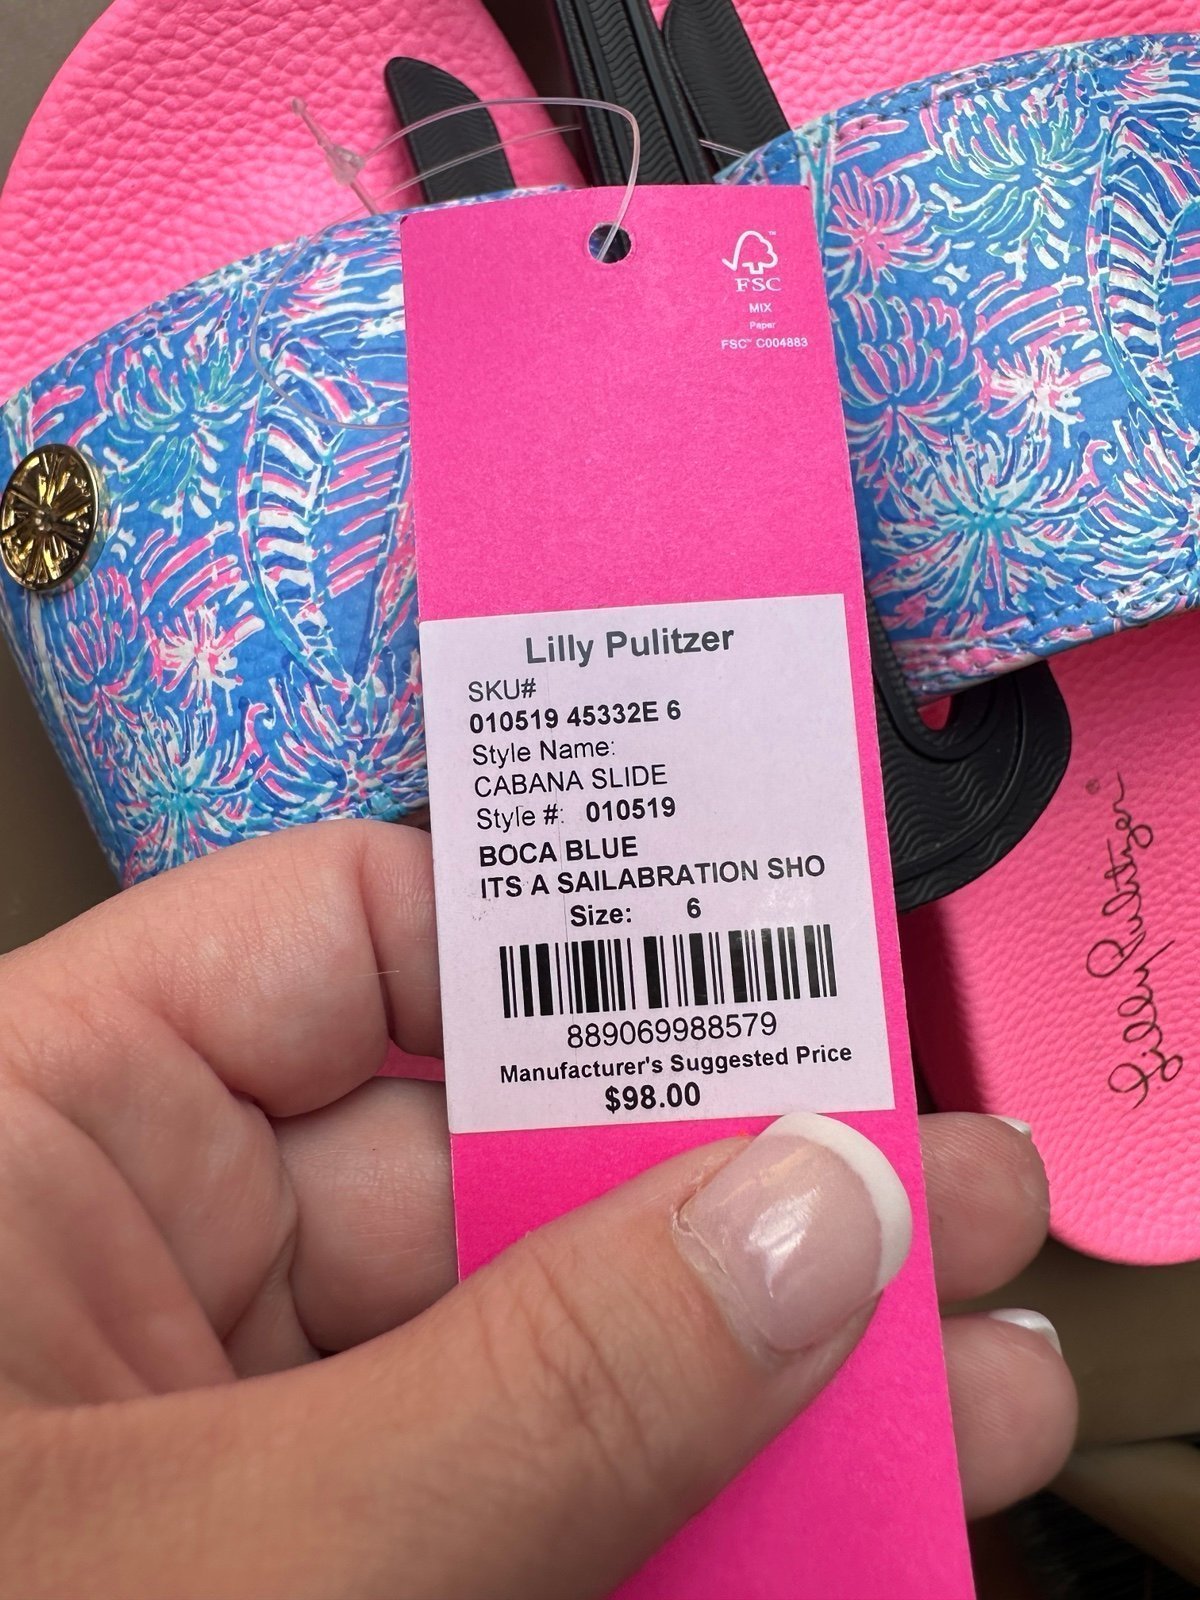 FSC™
MIX
Paper
FSC™ C004883
Lilly Pulitzer
SKU#
010519 45332E 6
Style Name:
CABANA SLIDE
Style #: 010519
BOCA BLUE
ITS A SAILABRATION SHO
Size: 6
889069988579
Manufacturer's Suggested Price
$98.00
Lilly Pulitzer®